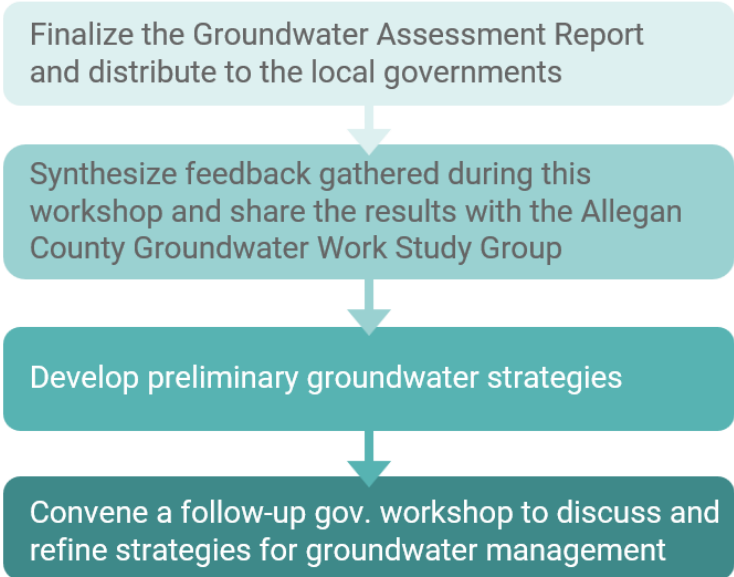 Finalize the Groundwater Assessment Report
and distribute to the local governments
Synthesize feedback gathered during this
workshop and share the results with the Allegan
County Groundwater Work Study Group
Develop preliminary groundwater strategies
Convene a follow-up gov. workshop to discuss and
refine strategies for groundwater management